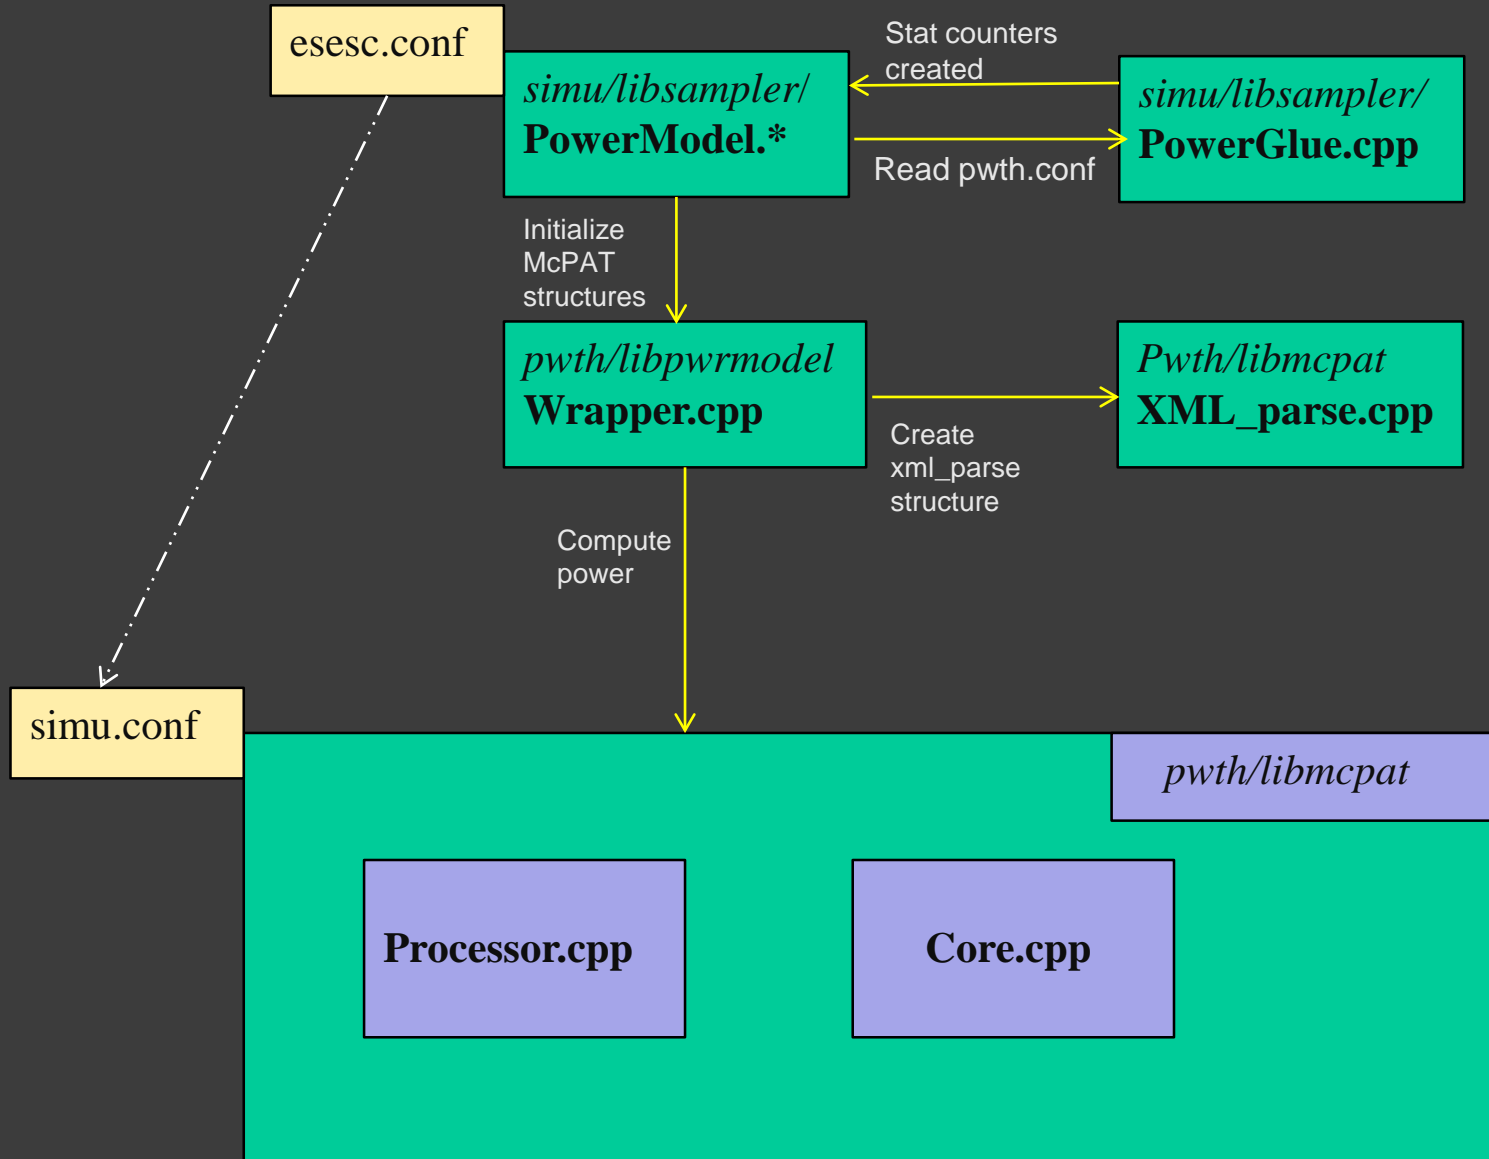 esesc.conf
simu/libsampler/
PowerModel.*
Stat counters
created
Read pwth.conf
simu/libsampler/
PowerGlue.cpp
Initialize
McPAT
structures
pwth/libpwrmodel
Wrapper.cpp
Create
xml_parse
structure
Pwth/libmcpat
XML_parse.cpp
Compute
power
simu.conf
pwth/libmcpat
Processor.cpp
Core.cpp